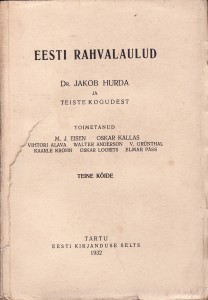 EESTI RAHVALAULUD
DR. JAKOB HURDA
JA
TEISTE KOGUDEST
TOIMETANUD
M. J. EISEN OSKAR KALLAS
VIHTORI ALAVA WALTER ANDERSON V. GRÜNTHAL
KAARLE KROHN OSKAR LOORITS ELMAR PÄSS
TEINE KÖIDE
TARTU
EESTI KIRJANDUSE SELTS
1932